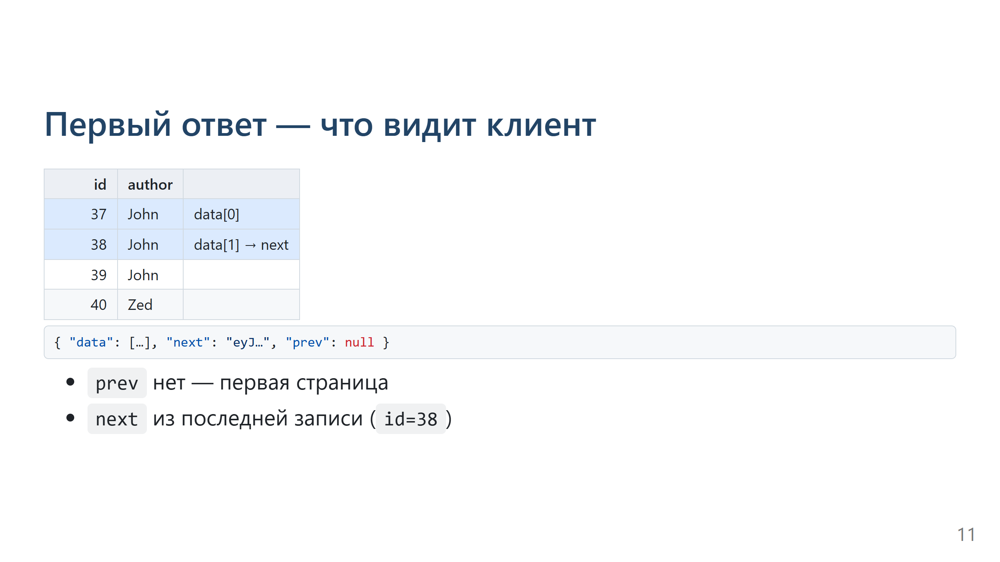 Первый ответ — что видит клиент
id author
37 John data[0]
38 John data[1] → next
39 John
40 Zed
{ "data": […], "next": "eyJ…", "prev": null }
• prev нет — первая страница
• next из последней записи (id=38)
11